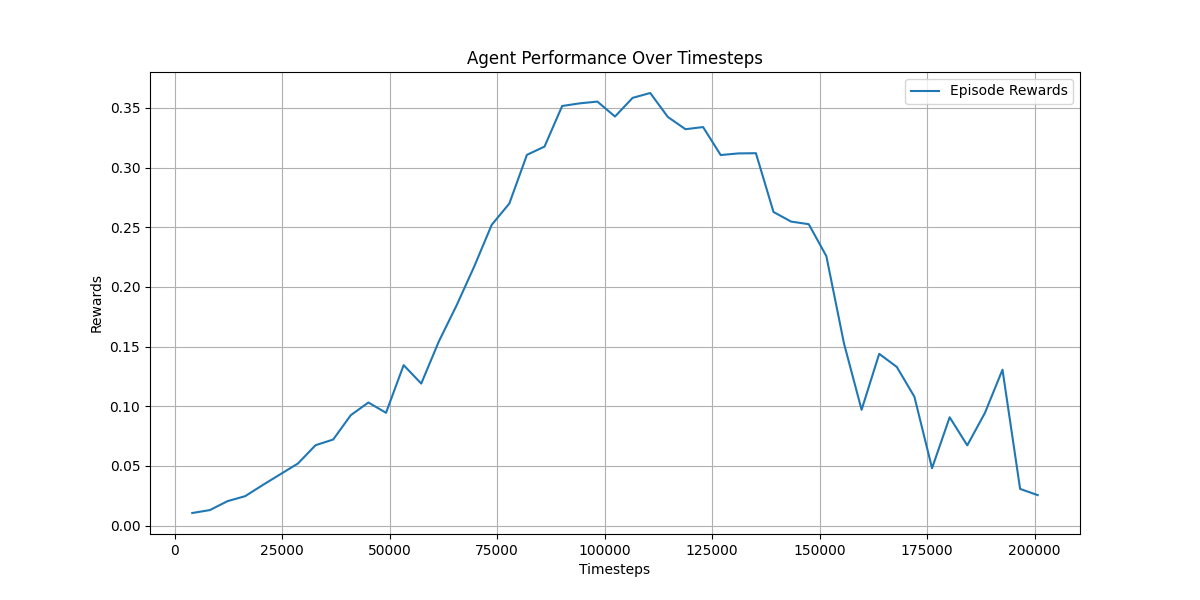 Agent Performance Over Timesteps
Episode Rewards
Rewards
0.35
0.30
0.25
0.20
0.15
0.10
0.05
0.00
0 25000 50000 75000 100000 125000 150000 175000 200000
Timesteps